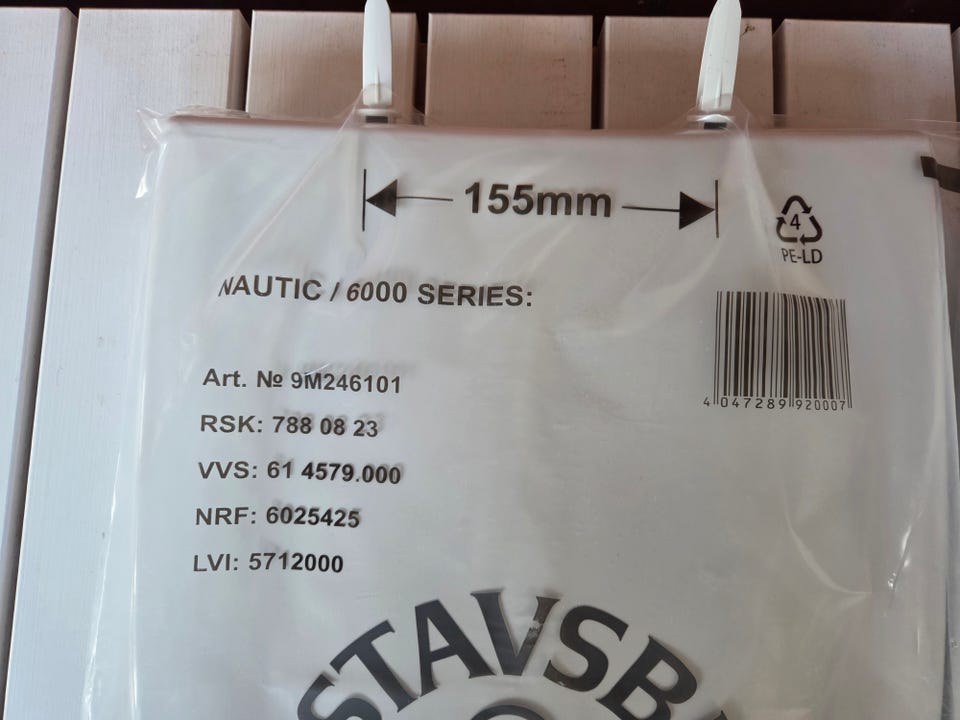 155mm
4
PE-LD
NAUTIC / 6000 SERIES:
4 047289 920007
Art. № 9M246101
RSK: 788 08 23
VVS: 61 4579.000
NRF: 6025425
LVI: 5712000
STAVSB